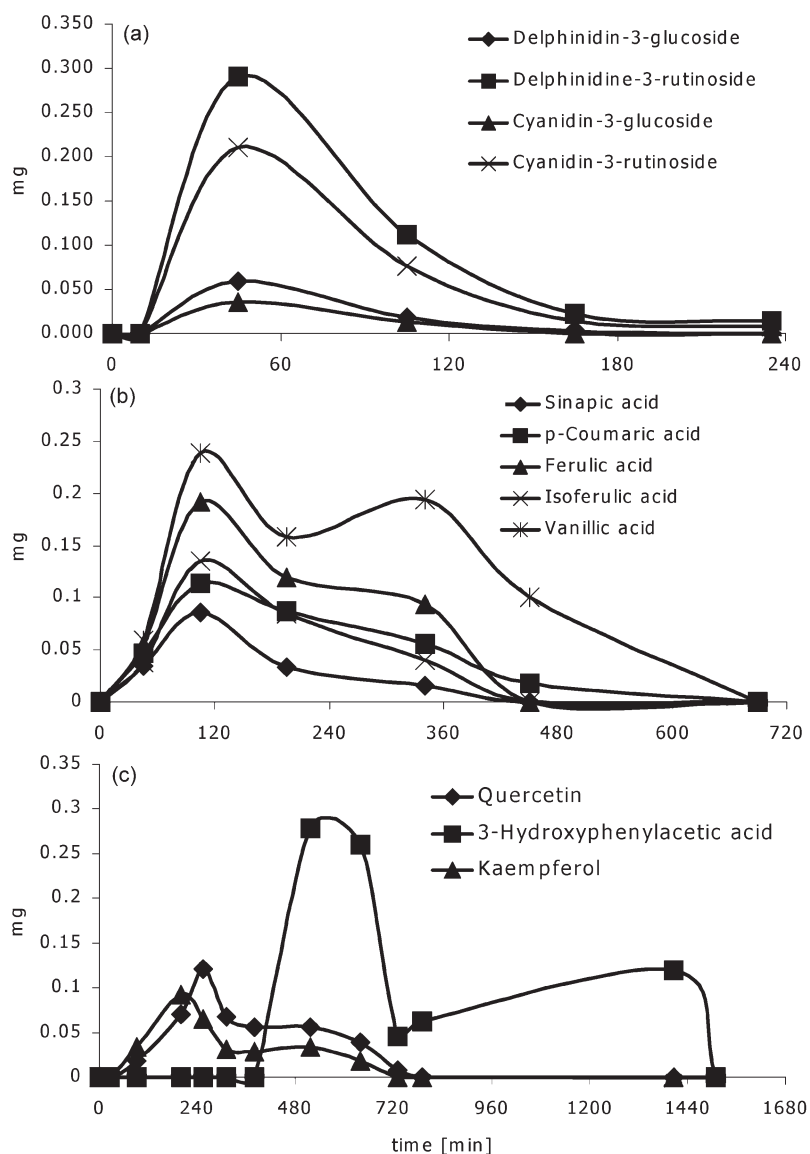 (a)
0.350
0.300
0.250
0.200
0.150
0.100
0.050
0.000
mg
0
60
120
180
240
Delphinidin-3-glucoside
Delphinidine-3-rutinoside
Cyanidin-3-glucoside
Cyanidin-3-rutinoside
(b)
0.3
0.25
0.2
0.15
0.1
0.05
0
mg
0
120
240
360
480
600
720
Sinapic acid
p-Coumaric acid
Ferulic acid
Isoferulic acid
Vanillic acid
(c)
0.35
0.3
0.25
0.2
0.15
0.1
0.05
0
mg
0
240
480
720
960
1200
1440
1680
Quercetin
3-Hydroxyphenylacetic acid
Kaempferol
time [min]